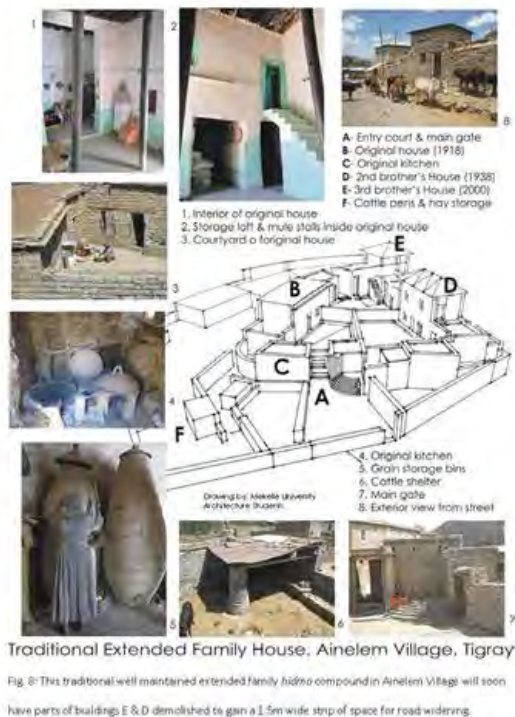 1
2
8
A- Entry court & main gate
B- Original house (1918)
C- Original kitchen
D- 2nd brother's House (1938)
E- 3rd brother's House (2000)
F- Cattle pens & hay storage
1. Interior of original house
2. Storage loft & mule stalls inside original house
3. Courtyard o foriginal house
E
B
D
3
C
A
4
F
4. Original kitchen
5. Grain storage bins
6. Cattle shelter
7. Main gate
8. Exterior view from street
Drawing by: Mekelle University
Architecture Students
5
6
7
Traditional Extended Family House, Ainelem Village, Tigray
Fig. 8: This traditional well maintained extended family hidmo compound in Ainelem Village will soon
have parts of buildings E & D demolished to gain a 1.5m wide strip of space for road widening.